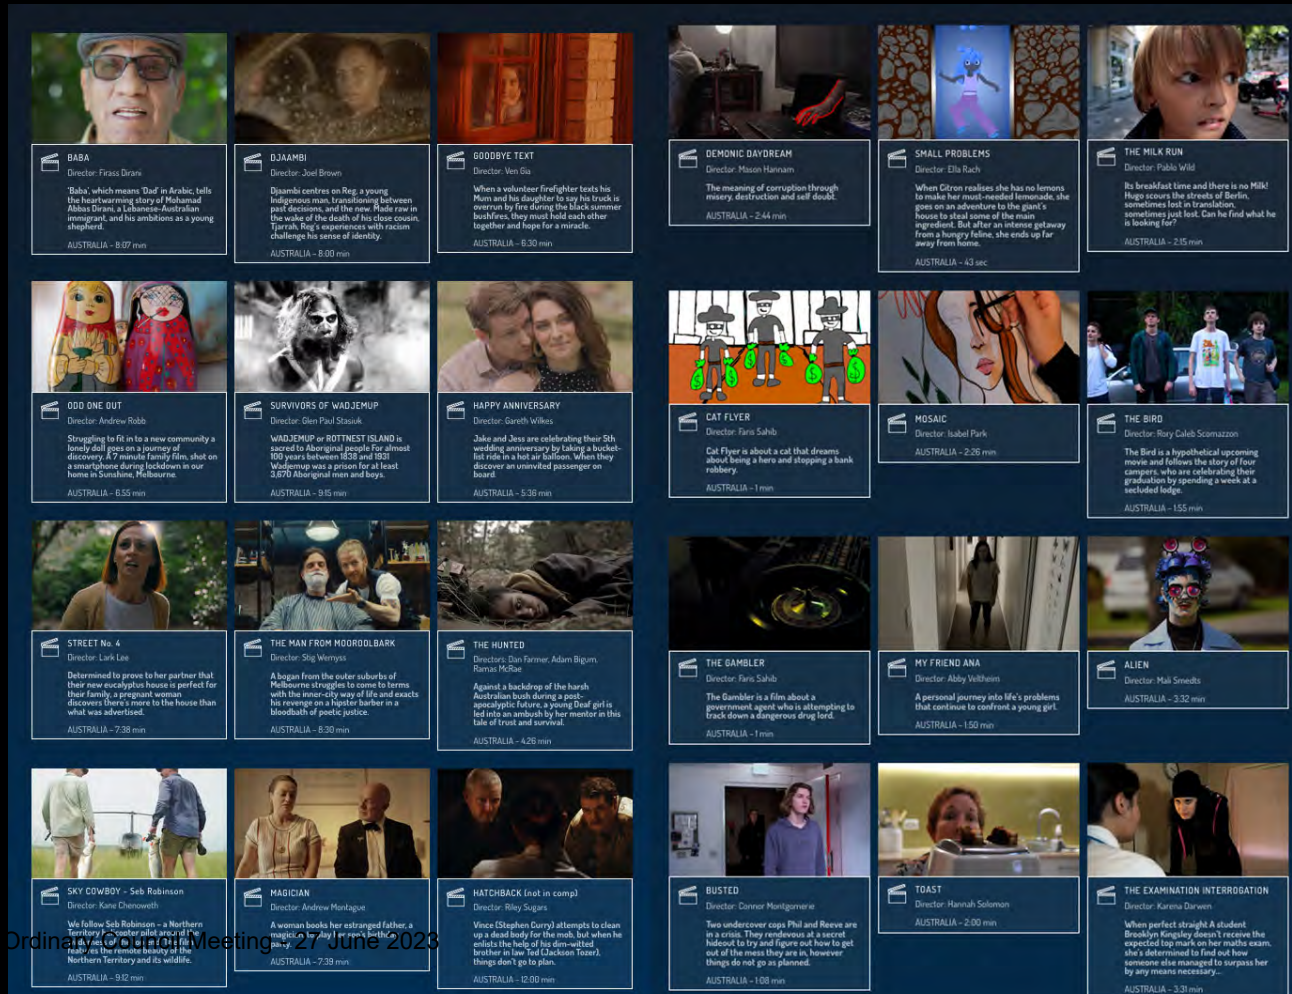 BABA
Director: Firass Dirani
'Baba', which means 'Dad' in Arabic, tells
the heartwarming story of Mohamad
Abbas Dirani, a Lebanese-Australian
immigrant, and his ambitions as a young
shepherd.
AUSTRALIA – 8:07 min
DJAAMBI
Director: Joel Brown
Djaambi centres on Reg, a young
Indigenous man, transitioning between
past decisions, and the new. Made raw in
the wake of the death of his close cousin,
Tjarrah, Reg's experiences with racism
challenge his sense of identity.
AUSTRALIA – 8:00 min
GOODBYE TEXT
Director: Ven Gia
When a volunteer firefighter texts his
Mum and his daughter to say his truck is
overrun by fire during the black summer
bushfires, they must hold each other
together and hope for a miracle.
AUSTRALIA – 6:30 min
ODD ONE OUT
Director: Andrew Robb
Struggling to fit in to a new community a
lonely doll goes on a journey of
discovery. A 7 minute family film, shot on
a smartphone during lockdown in our
home in Sunshine, Melbourne.
AUSTRALIA – 6:55 min
SURVIVORS OF WADJEMUP
Director: Glen Paul Stasiuk
WADJEMUP or ROTTNEST ISLAND is
sacred to Aboriginal people For almost
100 years between 1838 and 1931
Wadjemup was a prison for at least
3,670 Aboriginal men and boys.
AUSTRALIA – 9:15 min
HAPPY ANNIVERSARY
Director: Gareth Wilkes
Jake and Jess are celebrating their 5th
wedding anniversary by taking a bucket-
list ride in a hot air balloon. When they
discover an uninvited passenger on
board.
AUSTRALIA – 5:36 min
STREET No. 4
Director: Lark Lee
Determined to prove to her partner that
their new eucalyptus house is perfect for
their family, a pregnant woman
discovers there's more to the house than
what was advertised.
AUSTRALIA – 7:38 min
THE MAN FROM MOOROOLBARK
Director: Stig Wemyss
A bogan from the outer suburbs of
Melbourne struggles to come to terms
with the inner-city way of life and exacts
his revenge on a hipster barber in a
bloodbath of poetic justice.
AUSTRALIA – 8:30 min
THE HUNTED
Directors: Dan Farmer, Adam Bigum,
Ramas McRae
Against a backdrop of the harsh
Australian bush during a post-
apocalyptic future, a young Deaf girl is
led into an ambush by her mentor in this
tale of trust and survival.
AUSTRALIA – 4:26 min
SKY COWBOY – Seb Robinson
Director: Kane Chenoweth
We follow Seb Robinson – a Northern
Territory helicopter pilot around the
of the top end. The film
features the remote beauty of the
Northern Territory and its wildlife.
AUSTRALIA – 9:12 min
MAGICIAN
Director: Andrew Montague
A woman books her estranged father, a
magician, to play her son's birthday
party.
AUSTRALIA – 7:39 min
HATCHBACK (not in comp)
Director: Riley Sugars
Vince (Stephen Curry) attempts to clean
up a dead body for the mob, but when he
enlists the help of his dim-witted
brother in law Ted (Jackson Tozer),
things don't go to plan.
AUSTRALIA – 12:00 min
Ordinary Council Meeting - 27 June 2023
DEMONIC DAYDREAM
Director: Mason Hannam
The meaning of corruption through
misery, destruction and self doubt.
AUSTRALIA – 2:44 min
SMALL PROBLEMS
Director: Ella Rach
When Citron realises she has no lemons
to make her must-needed lemonade, she
goes on an adventure to the giant's
house to steal some of the main
ingredient. But after an intense getaway
from a hungry feline, she ends up far
away from home.
AUSTRALIA – 43 sec
THE MILK RUN
Director: Pablo Wild
Its breakfast time and there is no Milk!
Hugo scours the streets of Berlin,
sometimes lost in translation,
sometimes just lost. Can he find what he
is looking for?
AUSTRALIA – 2:15 min
CAT FLYER
Director: Faris Sahib
Cat Flyer is about a cat that dreams
about being a hero and stopping a bank
robbery.
AUSTRALIA – 1 min
MOSAIC
Director: Isabel Park
AUSTRALIA – 2:26 min
THE BIRD
Director: Rory Caleb Scomazzon
The Bird is a hypothetical upcoming
movie and follows the story of four
campers, who are celebrating their
graduation by spending a week at a
secluded lodge.
AUSTRALIA – 1:55 min
THE GAMBLER
Director: Faris Sahib
The Gambler is a film about a
government agent who is attempting to
track down a dangerous drug lord.
AUSTRALIA – 1 min
MY FRIEND ANA
Director: Abby Veltheim
A personal journey into life's problems
that continue to confront a young girl.
AUSTRALIA – 1:50 min
ALIEN
Director: Mali Smedts
AUSTRALIA – 3:32 min
BUSTED
Director: Connor Montgomerie
Two undercover cops Phil and Reeve are
in a crisis. They rendevous at a secret
hideout to try and figure out how to get
out of the mess they are in, however
things do not go as planned.
AUSTRALIA – 1:08 min
TOAST
Director: Hannah Solomon
AUSTRALIA – 2:00 min
THE EXAMINATION INTERROGATION
Director: Karena Darwen
When perfect straight A student
Brooklyn Kingsley doesn't receive the
expected top mark on her maths exam,
she's determined to find out how
someone else managed to surpass her
by any means necessary...
AUSTRALIA – 3:31 min